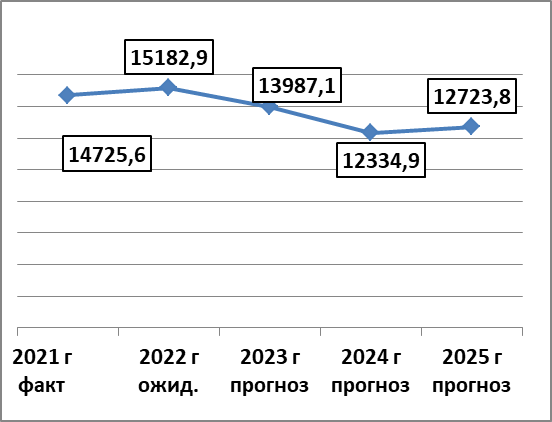 15182,9
13987,1
12723,8
14725,6
12334,9
2021 г
факт
2022 г
ожид.
2023 г
прогноз
2024 г
прогноз
2025 г
прогноз